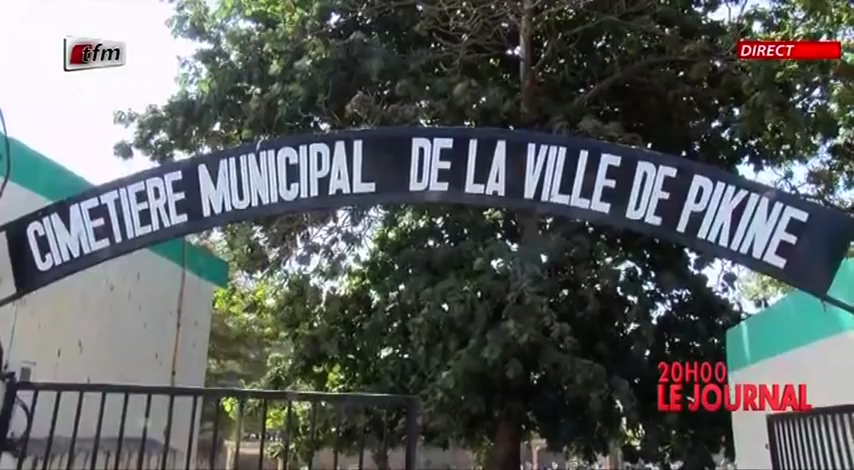 tfm
DIRECT
CIMETIERE MUNICIPAL DE LA VILLE DE PIKINE
20H00
LE JOURNAL